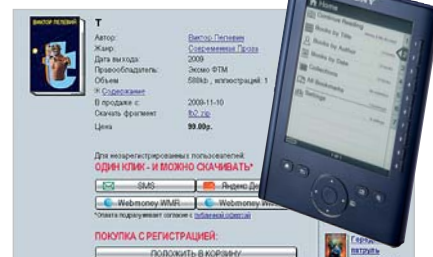 ВИКТОР ПЕЛЕВИН
T
Автор: Виктор Пелевин
Жанр: Современная Проза
Дата выхода: 2009
Правообладатель: Эксмо ФТМ
Объем 588kb , иллюстраций: 1
Содержание
В продаже с: 2009-11-10
Скачать фрагмент fb2.zip
Цена 99.00р.
Для незарегистрированных пользователей:
ОДИН КЛИК - И МОЖНО СКАЧИВАТЬ*
SMS
Яндекс Де
Webmoney WMR
Webmoney
*Оплата подразумевает согласие с публичной офертой
ПОКУПКА С РЕГИСТРАЦИЕЙ:
ПОЛОЖИТЬ В КОРЗИНУ
Home
Continue Reading
Books by Title
Books by Author
Books by Date
Collections
All Bookmarks
Settings
патруль